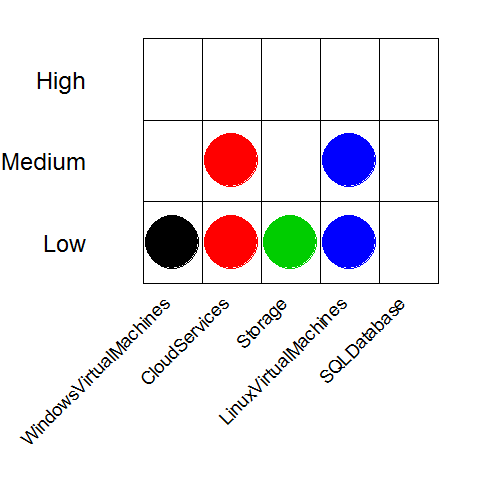 High
Medium
Low
WindowsVirtualMachines
CloudServices
Storage
LinuxVirtualMachines
SQLDatabase